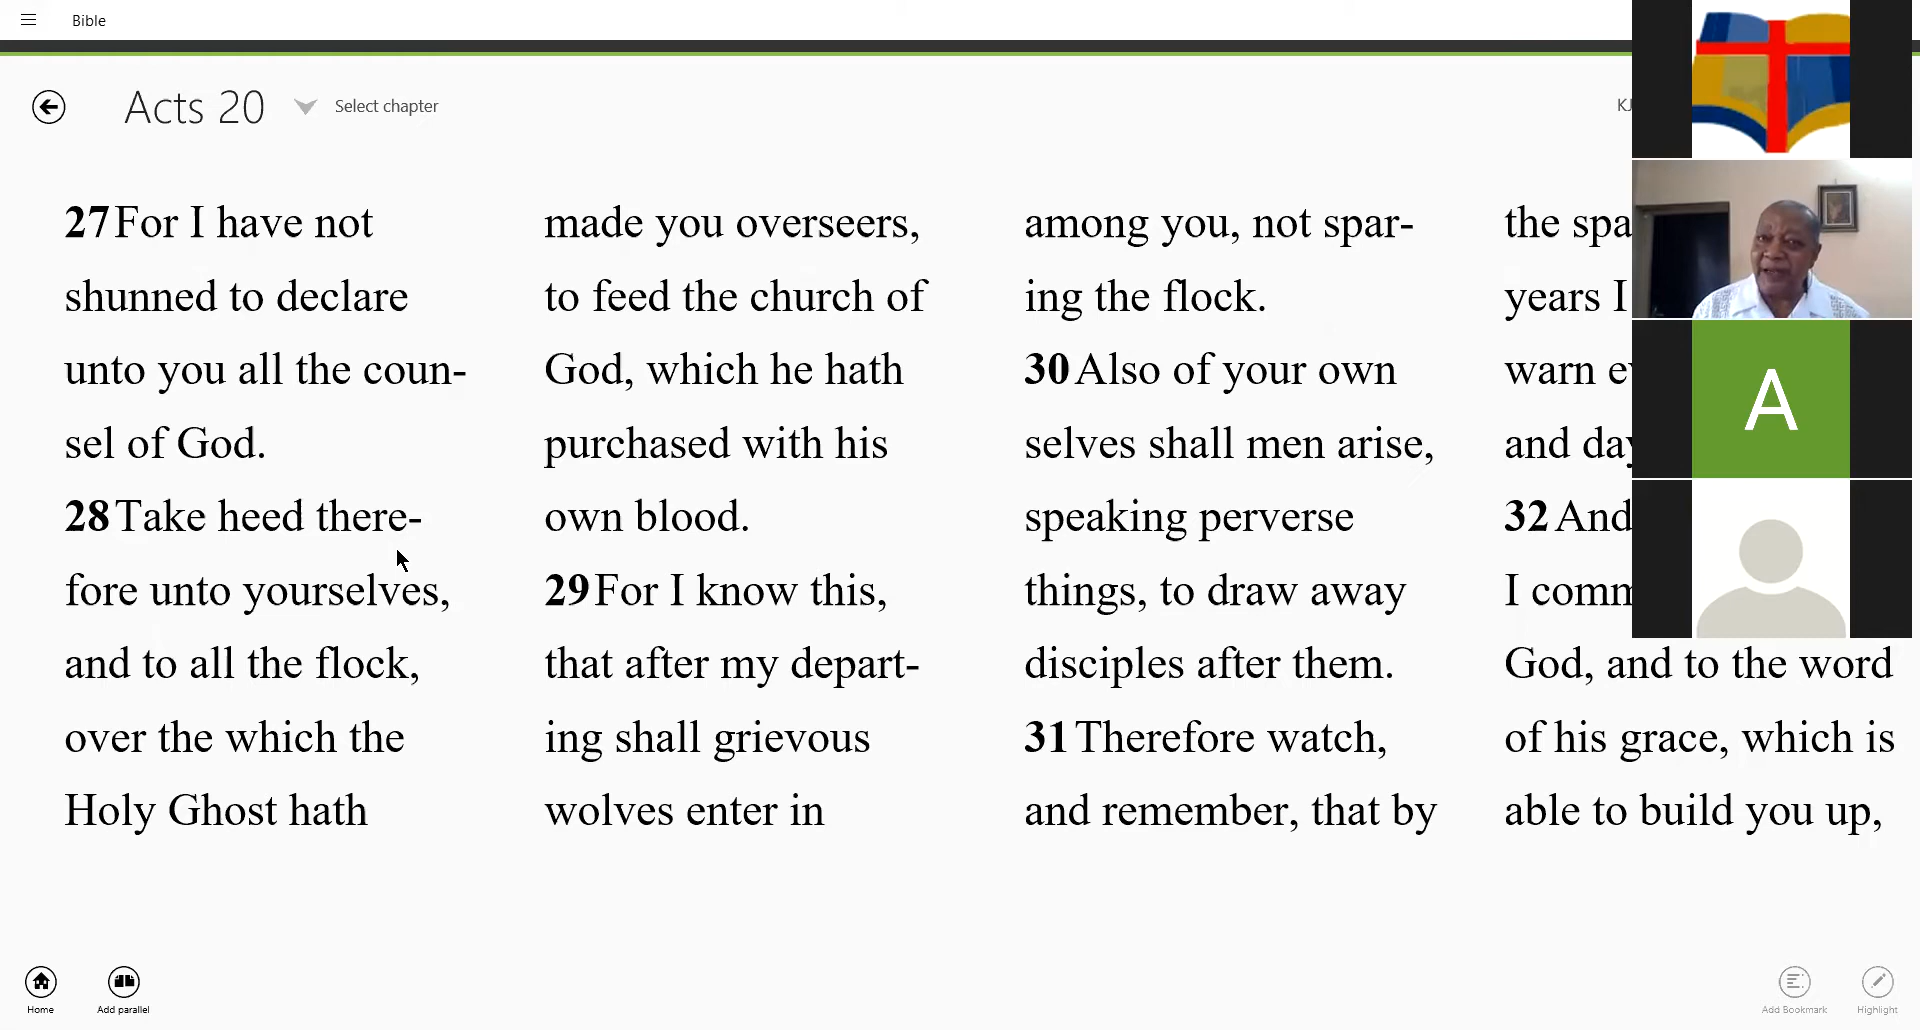 Bible
Acts 20
Select chapter
27 For I have not
shunned to declare
unto you all the coun-
sel of God.
28 Take heed there-
fore unto yourselves,
and to all the flock,
over the which the
Holy Ghost hath
made you overseers,
to feed the church of
God, which he hath
purchased with his
own blood.
29 For I know this,
that after my depart-
ing shall grievous
wolves enter in
among you, not spar-
ing the flock.
30 Also of your own
selves shall men arise,
speaking perverse
things, to draw away
disciples after them.
31 Therefore watch,
and remember, that by
the
years I
warn
and
32 And
I
God, and to the word
of his grace, which is
able to build you up,
A
Home
Add parallel
Add Bookmark
Highlight